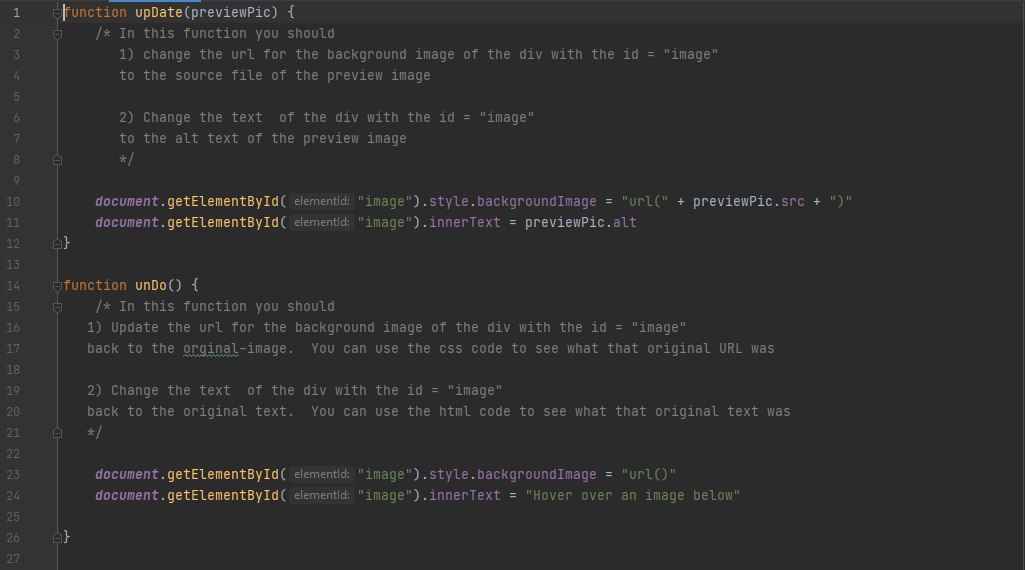 1 function upDate(previewPic) {
2 /* In this function you should
3 1) change the url for the background image of the div with the id = "image"
4 to the source file of the preview image
5
6 2) Change the text  of the div with the id = "image"
7 to the alt text of the preview image
8 */
9
10 document.getElementById( elementId: "image").style.backgroundImage = "url(" + previewPic.src + ")"
11 document.getElementById( elementId: "image").innerText = previewPic.alt
12 }
13
14 function unDo() {
15 /* In this function you should
16 1) Update the url for the background image of the div with the id = "image"
17 back to the orginal-image.  You can use the css code to see what that original URL was
18
19 2) Change the text  of the div with the id = "image"
20 back to the original text.  You can use the html code to see what that original text was
21 */
22
23 document.getElementById( elementId: "image").style.backgroundImage = "url()"
24 document.getElementById( elementId: "image").innerText = "Hover over an image below"
25
26 }
27